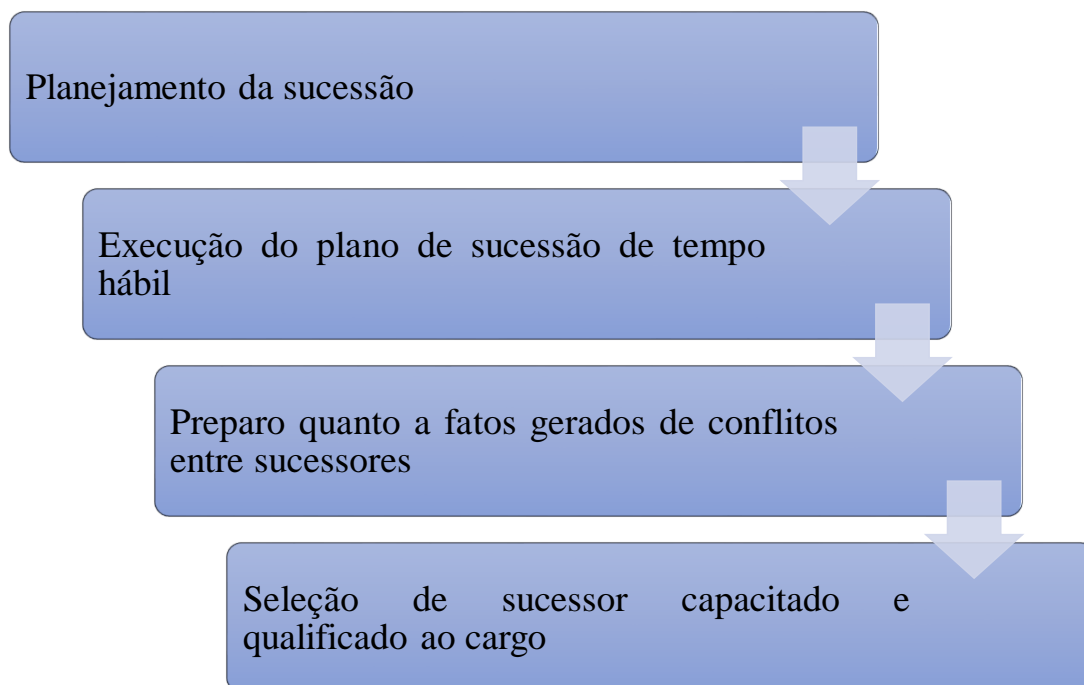 Planejamento da sucessão
Execução do plano de sucessão de tempo
hábil
Preparo quanto a fatos gerados de conflitos
entre sucessores
Seleção de sucessor capacitado e
qualificado ao cargo